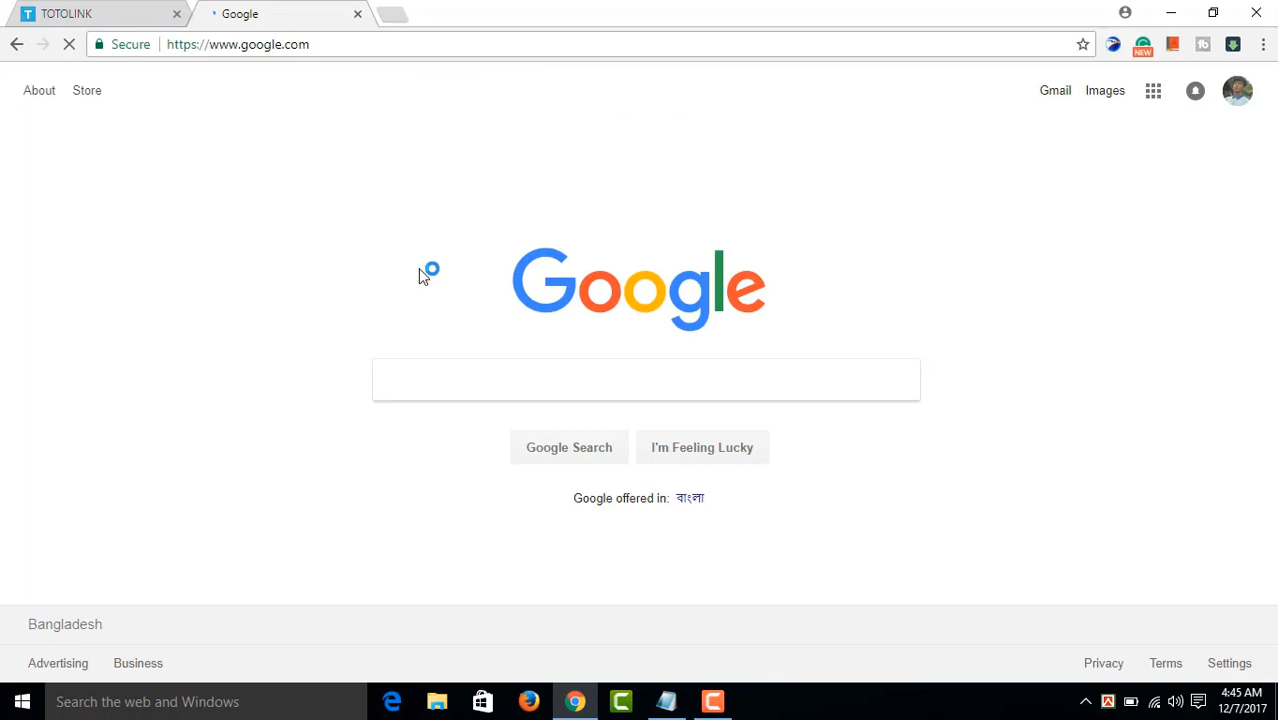 TOTOLINK
Google
Secure
https://www.google.com
NEW
About
Store
Gmail
Images
Google
Google Search
I'm Feeling Lucky
Google offered in: বাংলা
Bangladesh
Advertising
Business
Privacy
Terms
Settings
Search the web and Windows
4:45 AM
12/7/2017